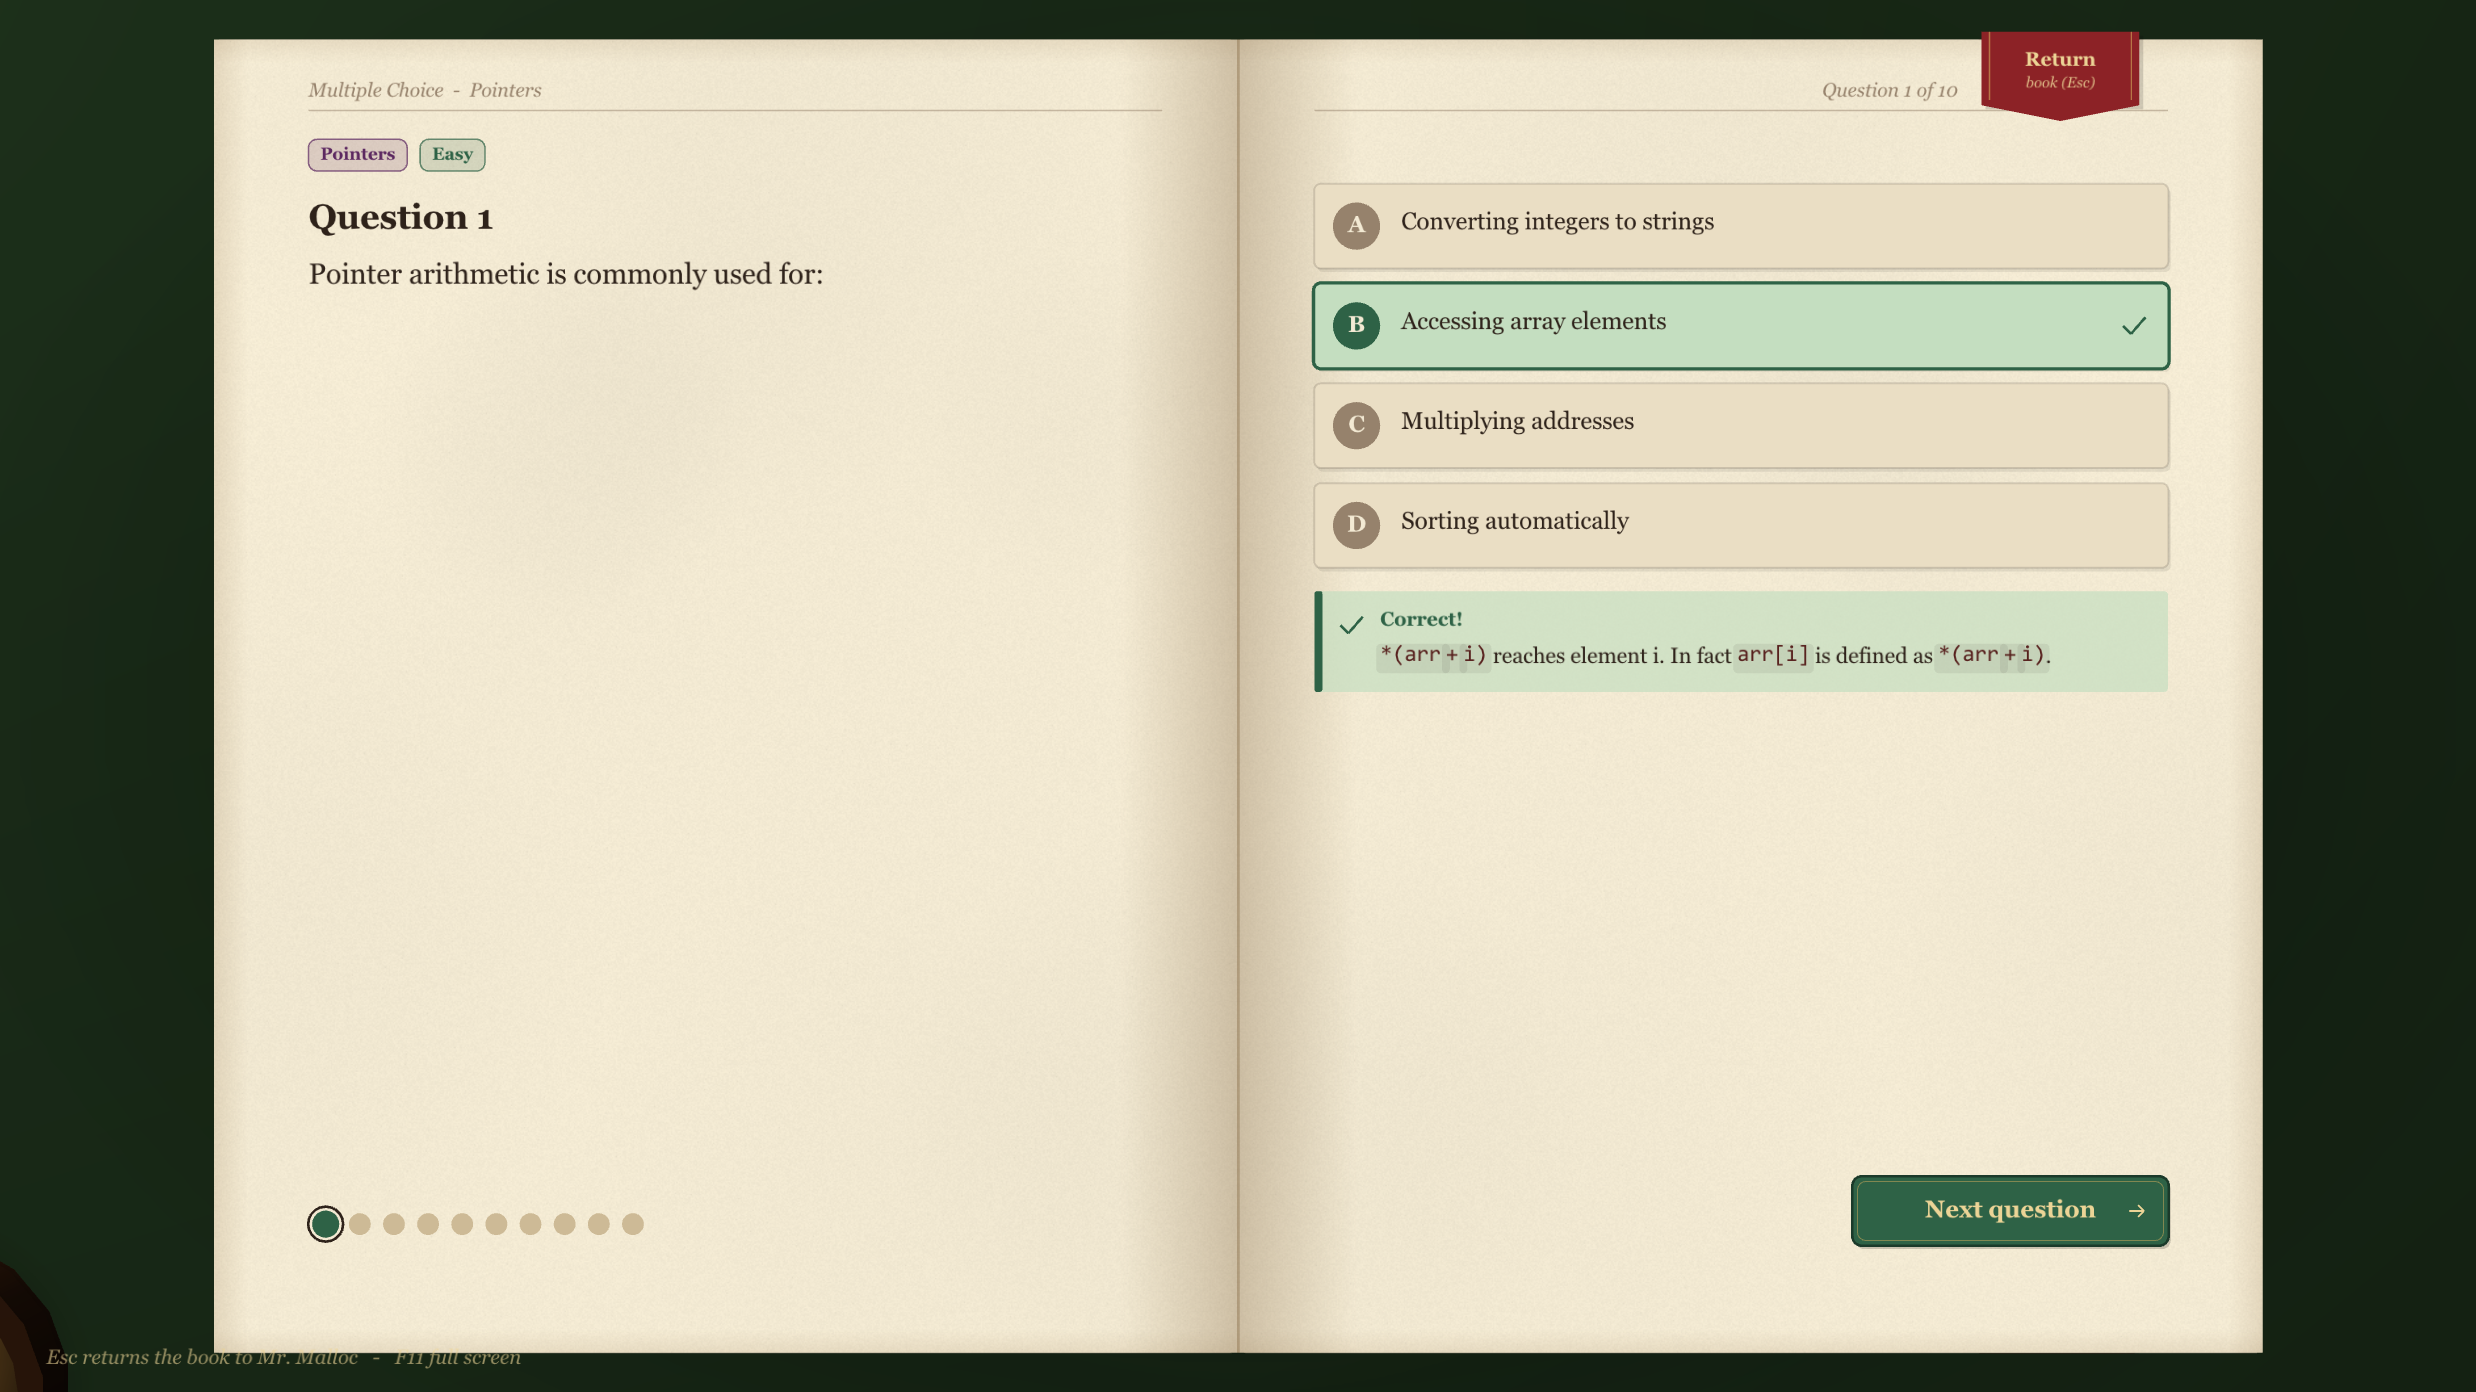 Multiple Choice - Pointers
Pointers Easy
Question 1
Pointer arithmetic is commonly used for:
Question 1 of 10
Return
book (Esc)
A Converting integers to strings
B Accessing array elements
C Multiplying addresses
D Sorting automatically
Correct!
*(arr + i) reaches element i. In fact arr[i] is defined as *(arr + i).
Next question →
Esc returns the book to Mr. Malloc - F11 full screen